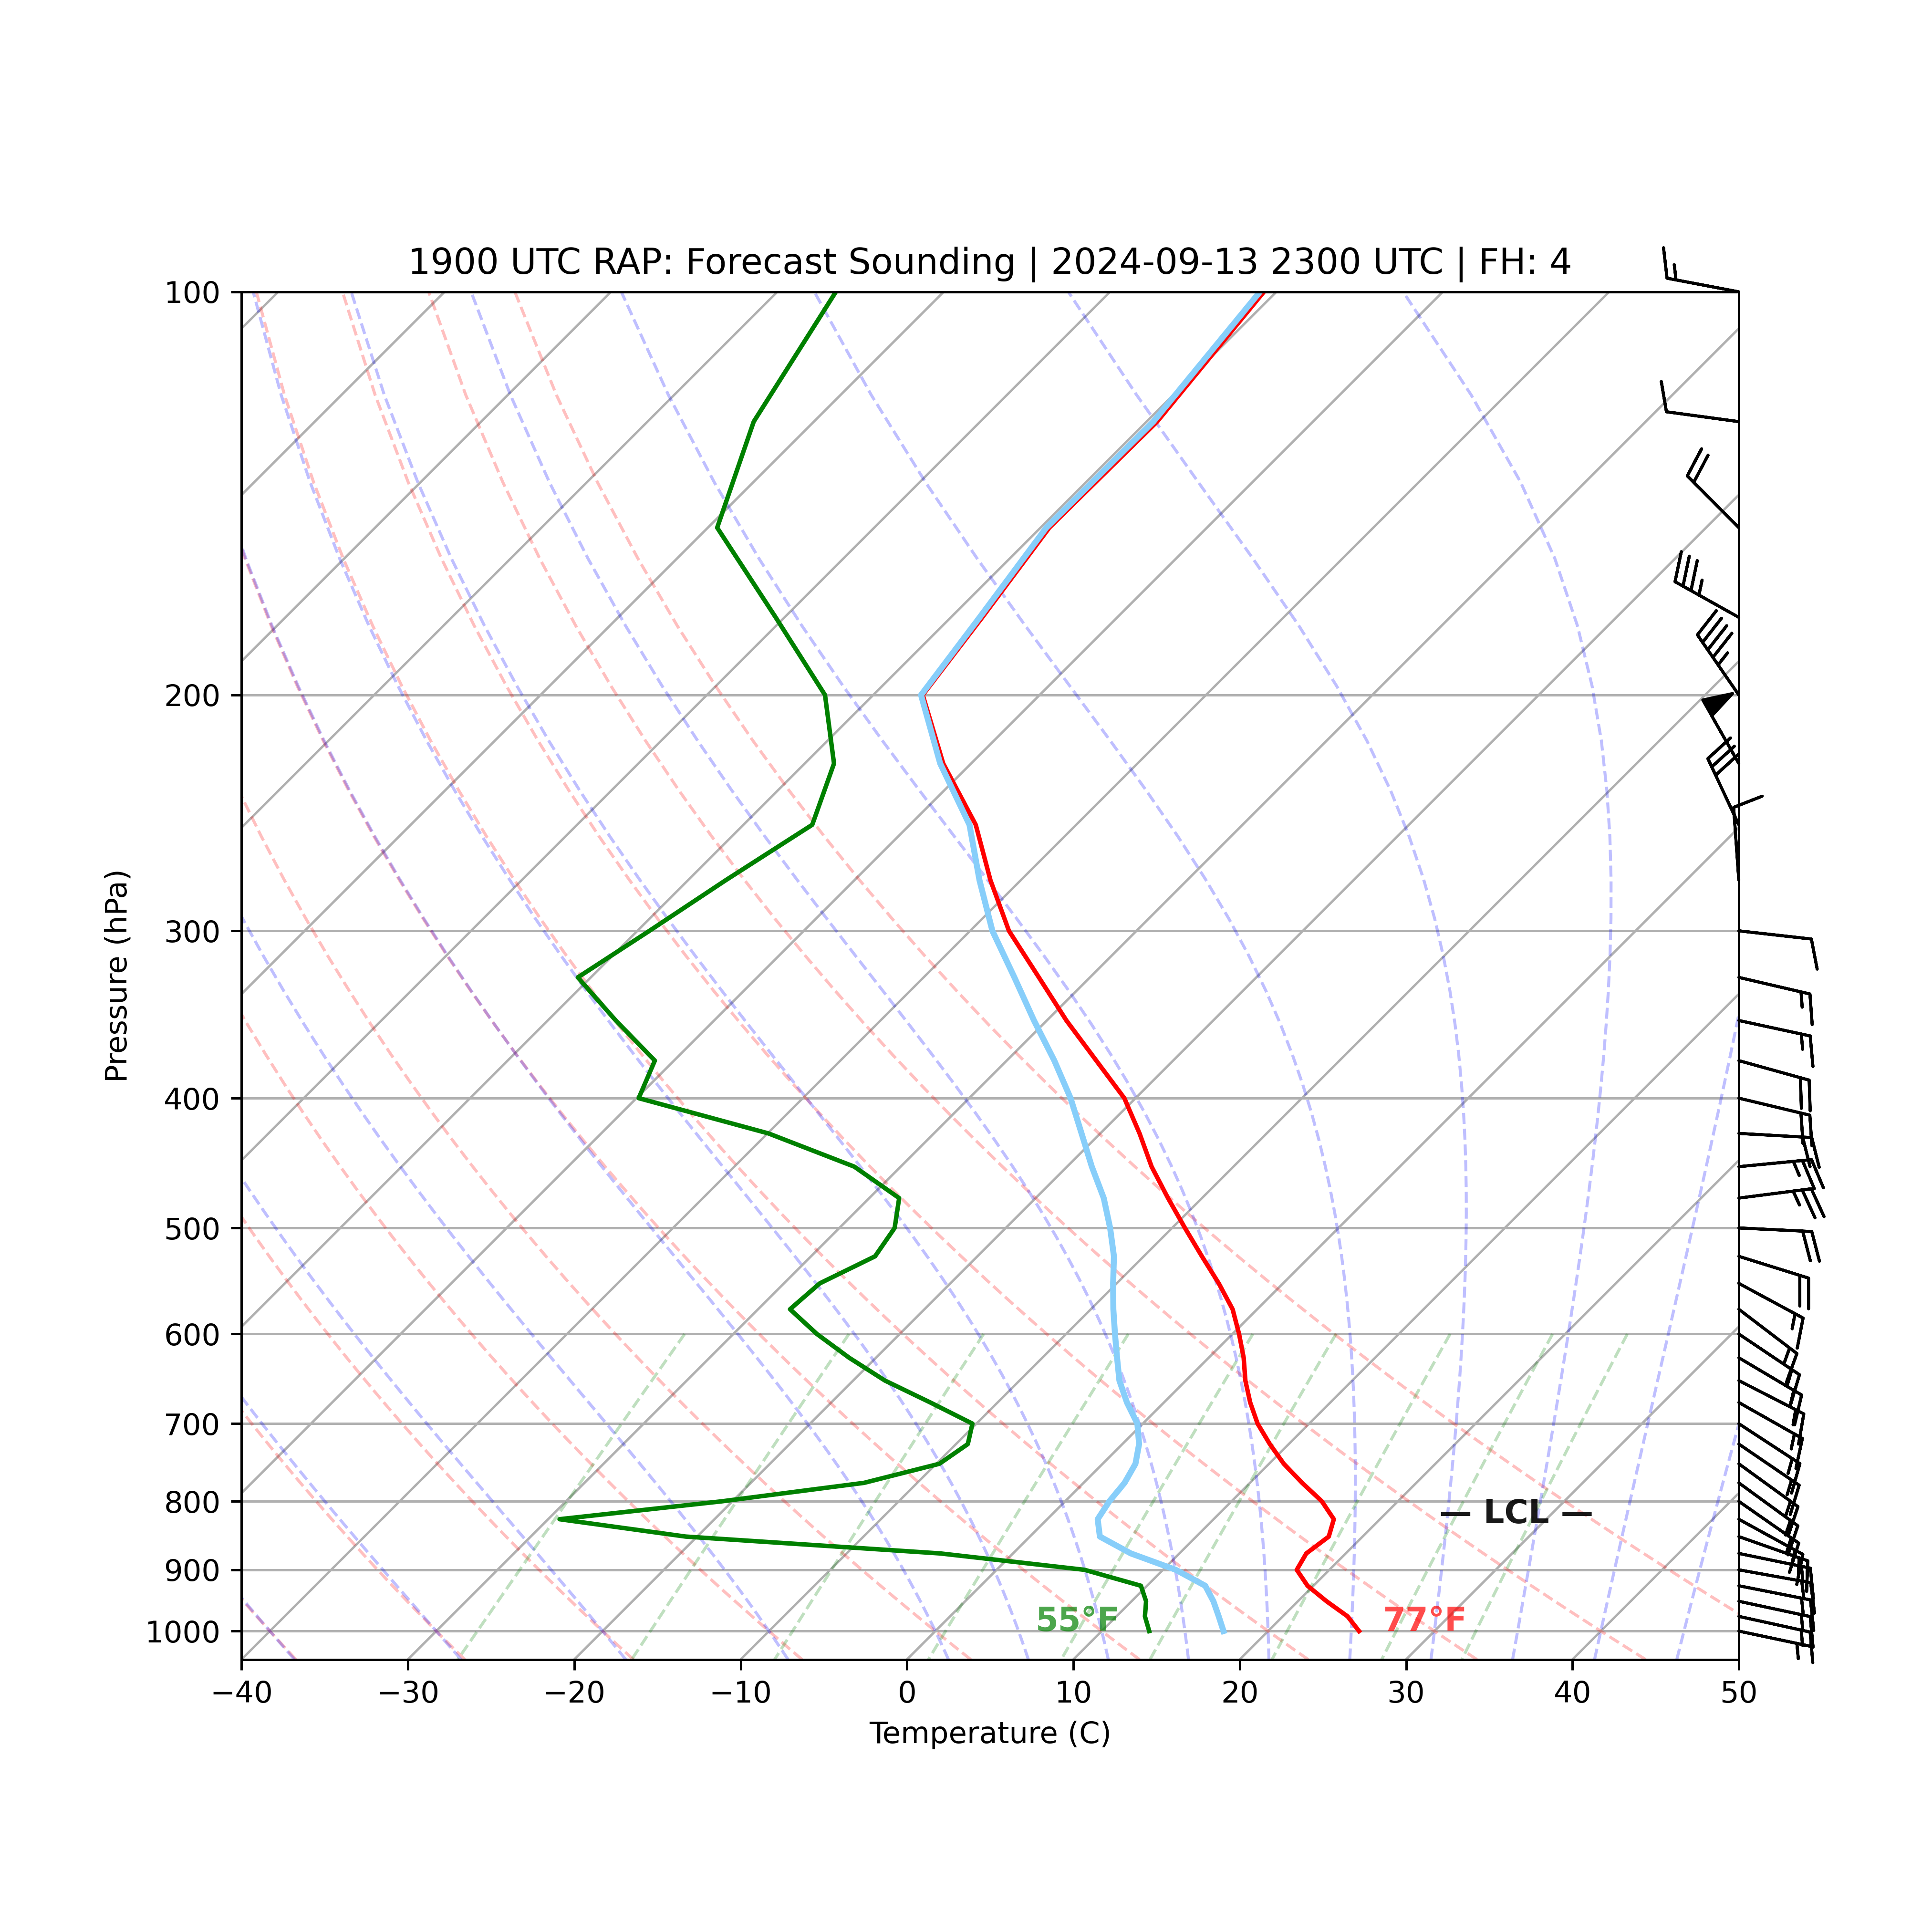 1900 UTC RAP: Forecast Sounding | 2024-09-13 2300 UTC | FH: 4
100
200
300
400
500
600
700
800
900
1000
Pressure (hPa)
— LCL —
55°F
77°F
−40 −30 −20 −10 0 10 20 30 40 50
Temperature (C)